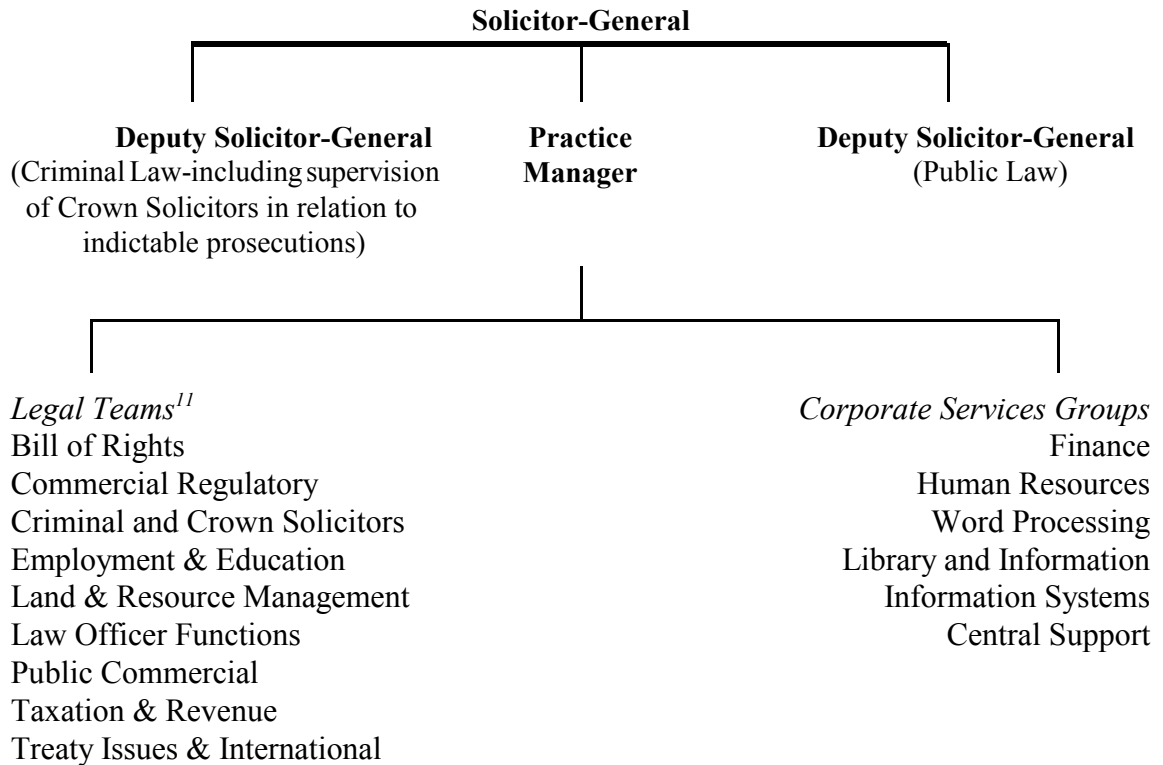 Solicitor-General
Deputy Solicitor-General
(Criminal Law-including supervision
of Crown Solicitors in relation to
indictable prosecutions)
Practice
Manager
Deputy Solicitor-General
(Public Law)
Legal Teams11
Bill of Rights
Commercial Regulatory
Criminal and Crown Solicitors
Employment & Education
Land & Resource Management
Law Officer Functions
Public Commercial
Taxation & Revenue
Treaty Issues & International
Corporate Services Groups
Finance
Human Resources
Word Processing
Library and Information
Information Systems
Central Support